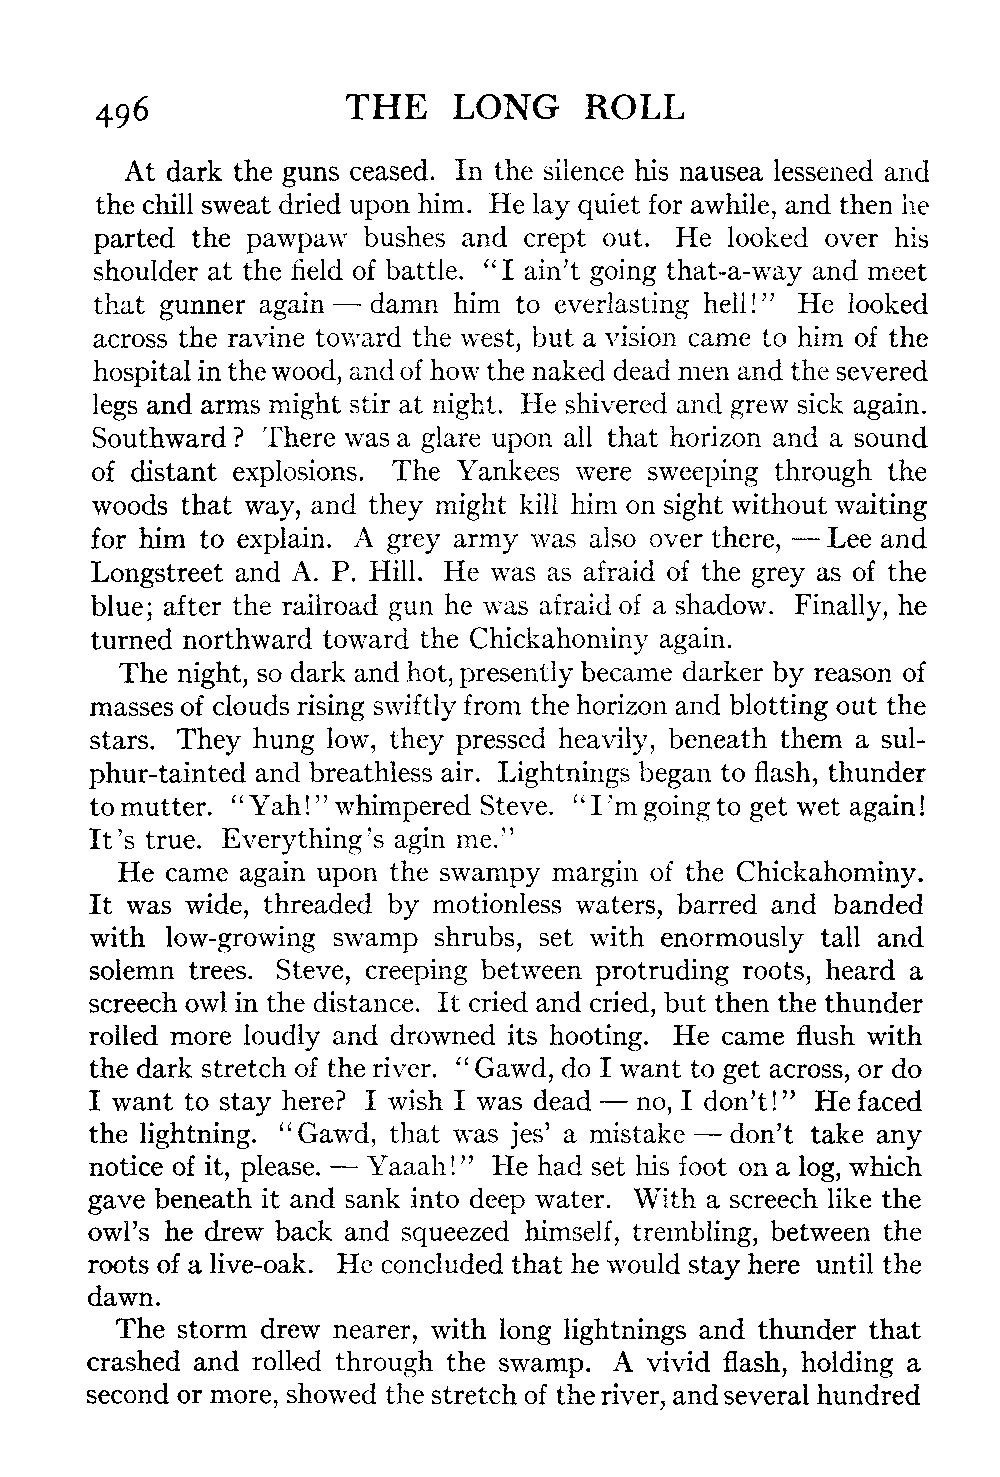 496 THE LONG ROLL
At dark the guns ceased. In the silence his nausea lessened and
the chill sweat dried upon him. He lay quiet for awhile, and then he
parted the pawpaw bushes and crept out. He looked over his
shoulder at the field of battle. "I ain't going that-a-way and meet
that gunner again — damn him to everlasting hell!" He looked
across the ravine toward the west, but a vision came to him of the
hospital in the wood, and of how the naked dead men and the severed
legs and arms might stir at night. He shivered and grew sick again.
Southward? There was a glare upon all that horizon and a sound
of distant explosions. The Yankees were sweeping through the
woods that way, and they might kill him on sight without waiting
for him to explain. A grey army was also over there, — Lee and
Longstreet and A. P. Hill. He was as afraid of the grey as of the
blue; after the railroad gun he was afraid of a shadow. Finally, he
turned northward toward the Chickahominy again.
The night, so dark and hot, presently became darker by reason of
masses of clouds rising swiftly from the horizon and blotting out the
stars. They hung low, they pressed heavily, beneath them a sul-
phur-tainted and breathless air. Lightnings began to flash, thunder
to mutter. "Yah!" whimpered Steve. "I'm going to get wet again!
It's true. Everything's agin me."
He came again upon the swampy margin of the Chickahominy.
It was wide, threaded by motionless waters, barred and banded
with low-growing swamp shrubs, set with enormously tall and
solemn trees. Steve, creeping between protruding roots, heard a
screech owl in the distance. It cried and cried, but then the thunder
rolled more loudly and drowned its hooting. He came flush with
the dark stretch of the river. "Gawd, do I want to get across, or do
I want to stay here? I wish I was dead — no, I don't!" He faced
the lightning. "Gawd, that was jes' a mistake — don't take any
notice of it, please. — Yaaah!" He had set his foot on a log, which
gave beneath it and sank into deep water. With a screech like the
owl's he drew back and squeezed himself, trembling, between the
roots of a live-oak. He concluded that he would stay here until the
dawn.
The storm drew nearer, with long lightnings and thunder that
crashed and rolled through the swamp. A vivid flash, holding a
second or more, showed the stretch of the river, and several hundred